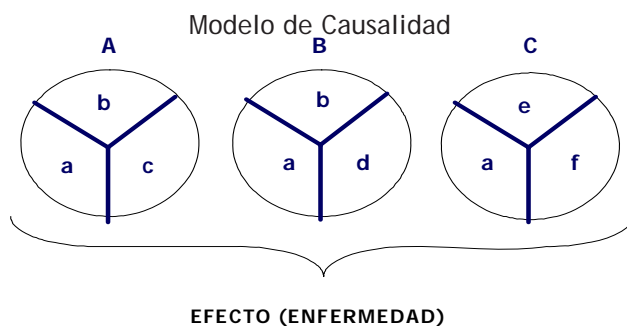 Modelo de Causalidad
A B C
b b e
a c a d a f
EFECTO (ENFERMEDAD)